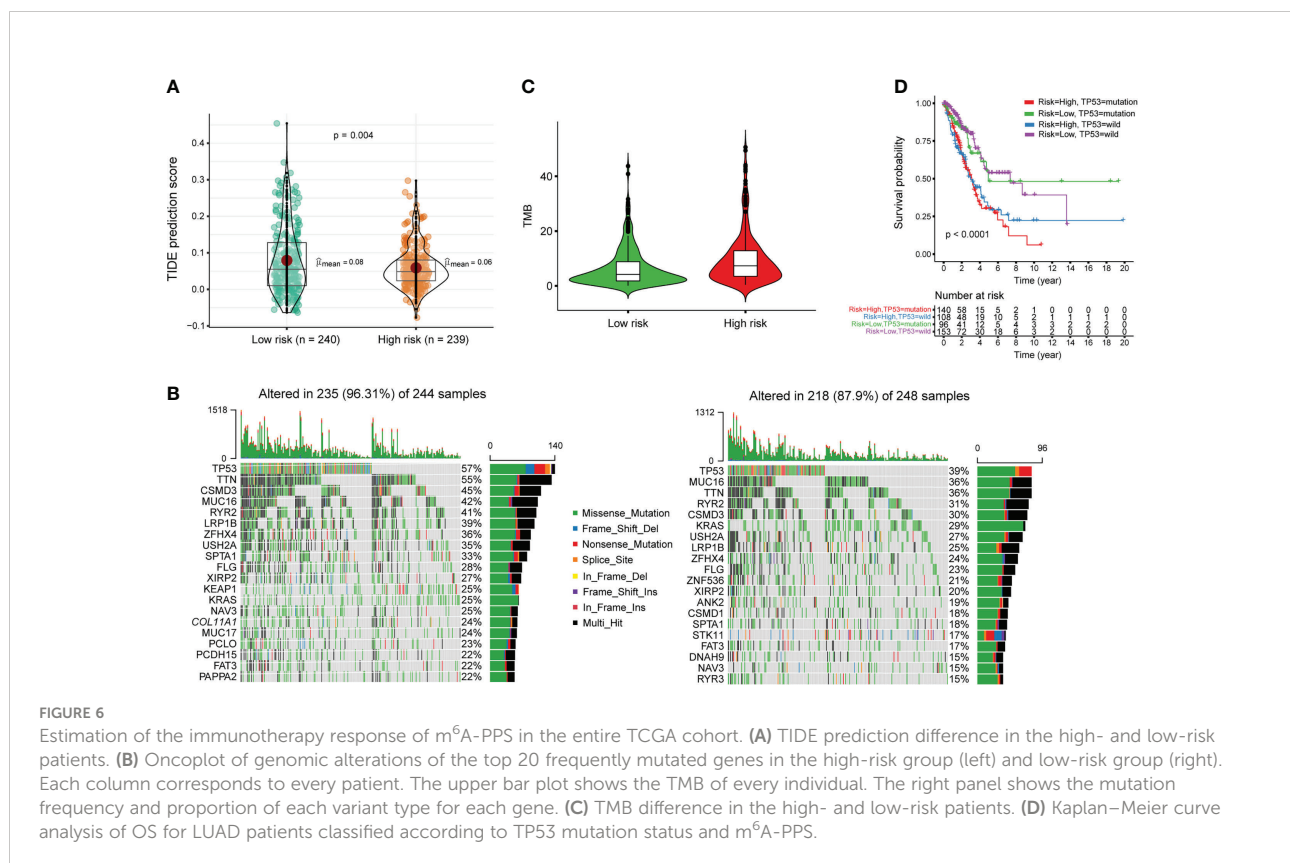 A
p = 0.004
TIDE prediction score
0.4
0.3
0.2
0.1
0.0
−0.1
μ̂mean = 0.08
μ̂mean = 0.06
Low risk (n = 240)
High risk (n = 239)
C
TMB
40
20
0
Low risk
High risk
D
Risk=High, TP53=mutation
Risk=Low, TP53=mutation
Risk=High, TP53=wild
Risk=Low, TP53=wild
Survival probability
1.00
0.75
0.50
0.25
0.00
p < 0.0001
0 2 4 6 8 10 12 14 16 18 20
Time (year)
Number at risk
Risk=High,TP53=mutation 140 58 15 5 2 1 0 0 0 0 0
Risk=High,TP53=wild 108 48 19 10 5 2 1 1 1 1 0
Risk=Low,TP53=mutation 96 41 12 5 4 3 3 2 2 2 0
Risk=Low,TP53=wild 153 72 30 18 6 3 2 0 0 0 0
0 2 4 6 8 10 12 14 16 18 20
Time (year)
B
Altered in 235 (96.31%) of 244 samples
1518
0
0 140
TP53 57%
TTN 55%
CSMD3 45%
MUC16 42%
RYR2 41%
LRP1B 39%
ZFHX4 36%
USH2A 35%
SPTA1 33%
FLG 28%
XIRP2 27%
KEAP1 25%
KRAS 25%
NAV3 25%
COL11A1 24%
MUC17 24%
PCLO 23%
PCDH15 22%
FAT3 22%
PAPPA2 22%
Missense_Mutation
Frame_Shift_Del
Nonsense_Mutation
Splice_Site
In_Frame_Del
Frame_Shift_Ins
In_Frame_Ins
Multi_Hit
Altered in 218 (87.9%) of 248 samples
1312
0
0 96
TP53 39%
MUC16 36%
TTN 36%
RYR2 31%
CSMD3 30%
KRAS 29%
USH2A 27%
LRP1B 25%
ZFHX4 24%
FLG 23%
ZNF536 21%
XIRP2 20%
ANK2 19%
CSMD1 18%
SPTA1 18%
STK11 17%
FAT3 17%
DNAH9 15%
NAV3 15%
RYR3 15%
FIGURE 6
Estimation of the immunotherapy response of m⁶A-PPS in the entire TCGA cohort. (A) TIDE prediction difference in the high- and low-risk
patients. (B) Oncoplot of genomic alterations of the top 20 frequently mutated genes in the high-risk group (left) and low-risk group (right).
Each column corresponds to every patient. The upper bar plot shows the TMB of every individual. The right panel shows the mutation
frequency and proportion of each variant type for each gene. (C) TMB difference in the high- and low-risk patients. (D) Kaplan–Meier curve
analysis of OS for LUAD patients classified according to TP53 mutation status and m⁶A-PPS.